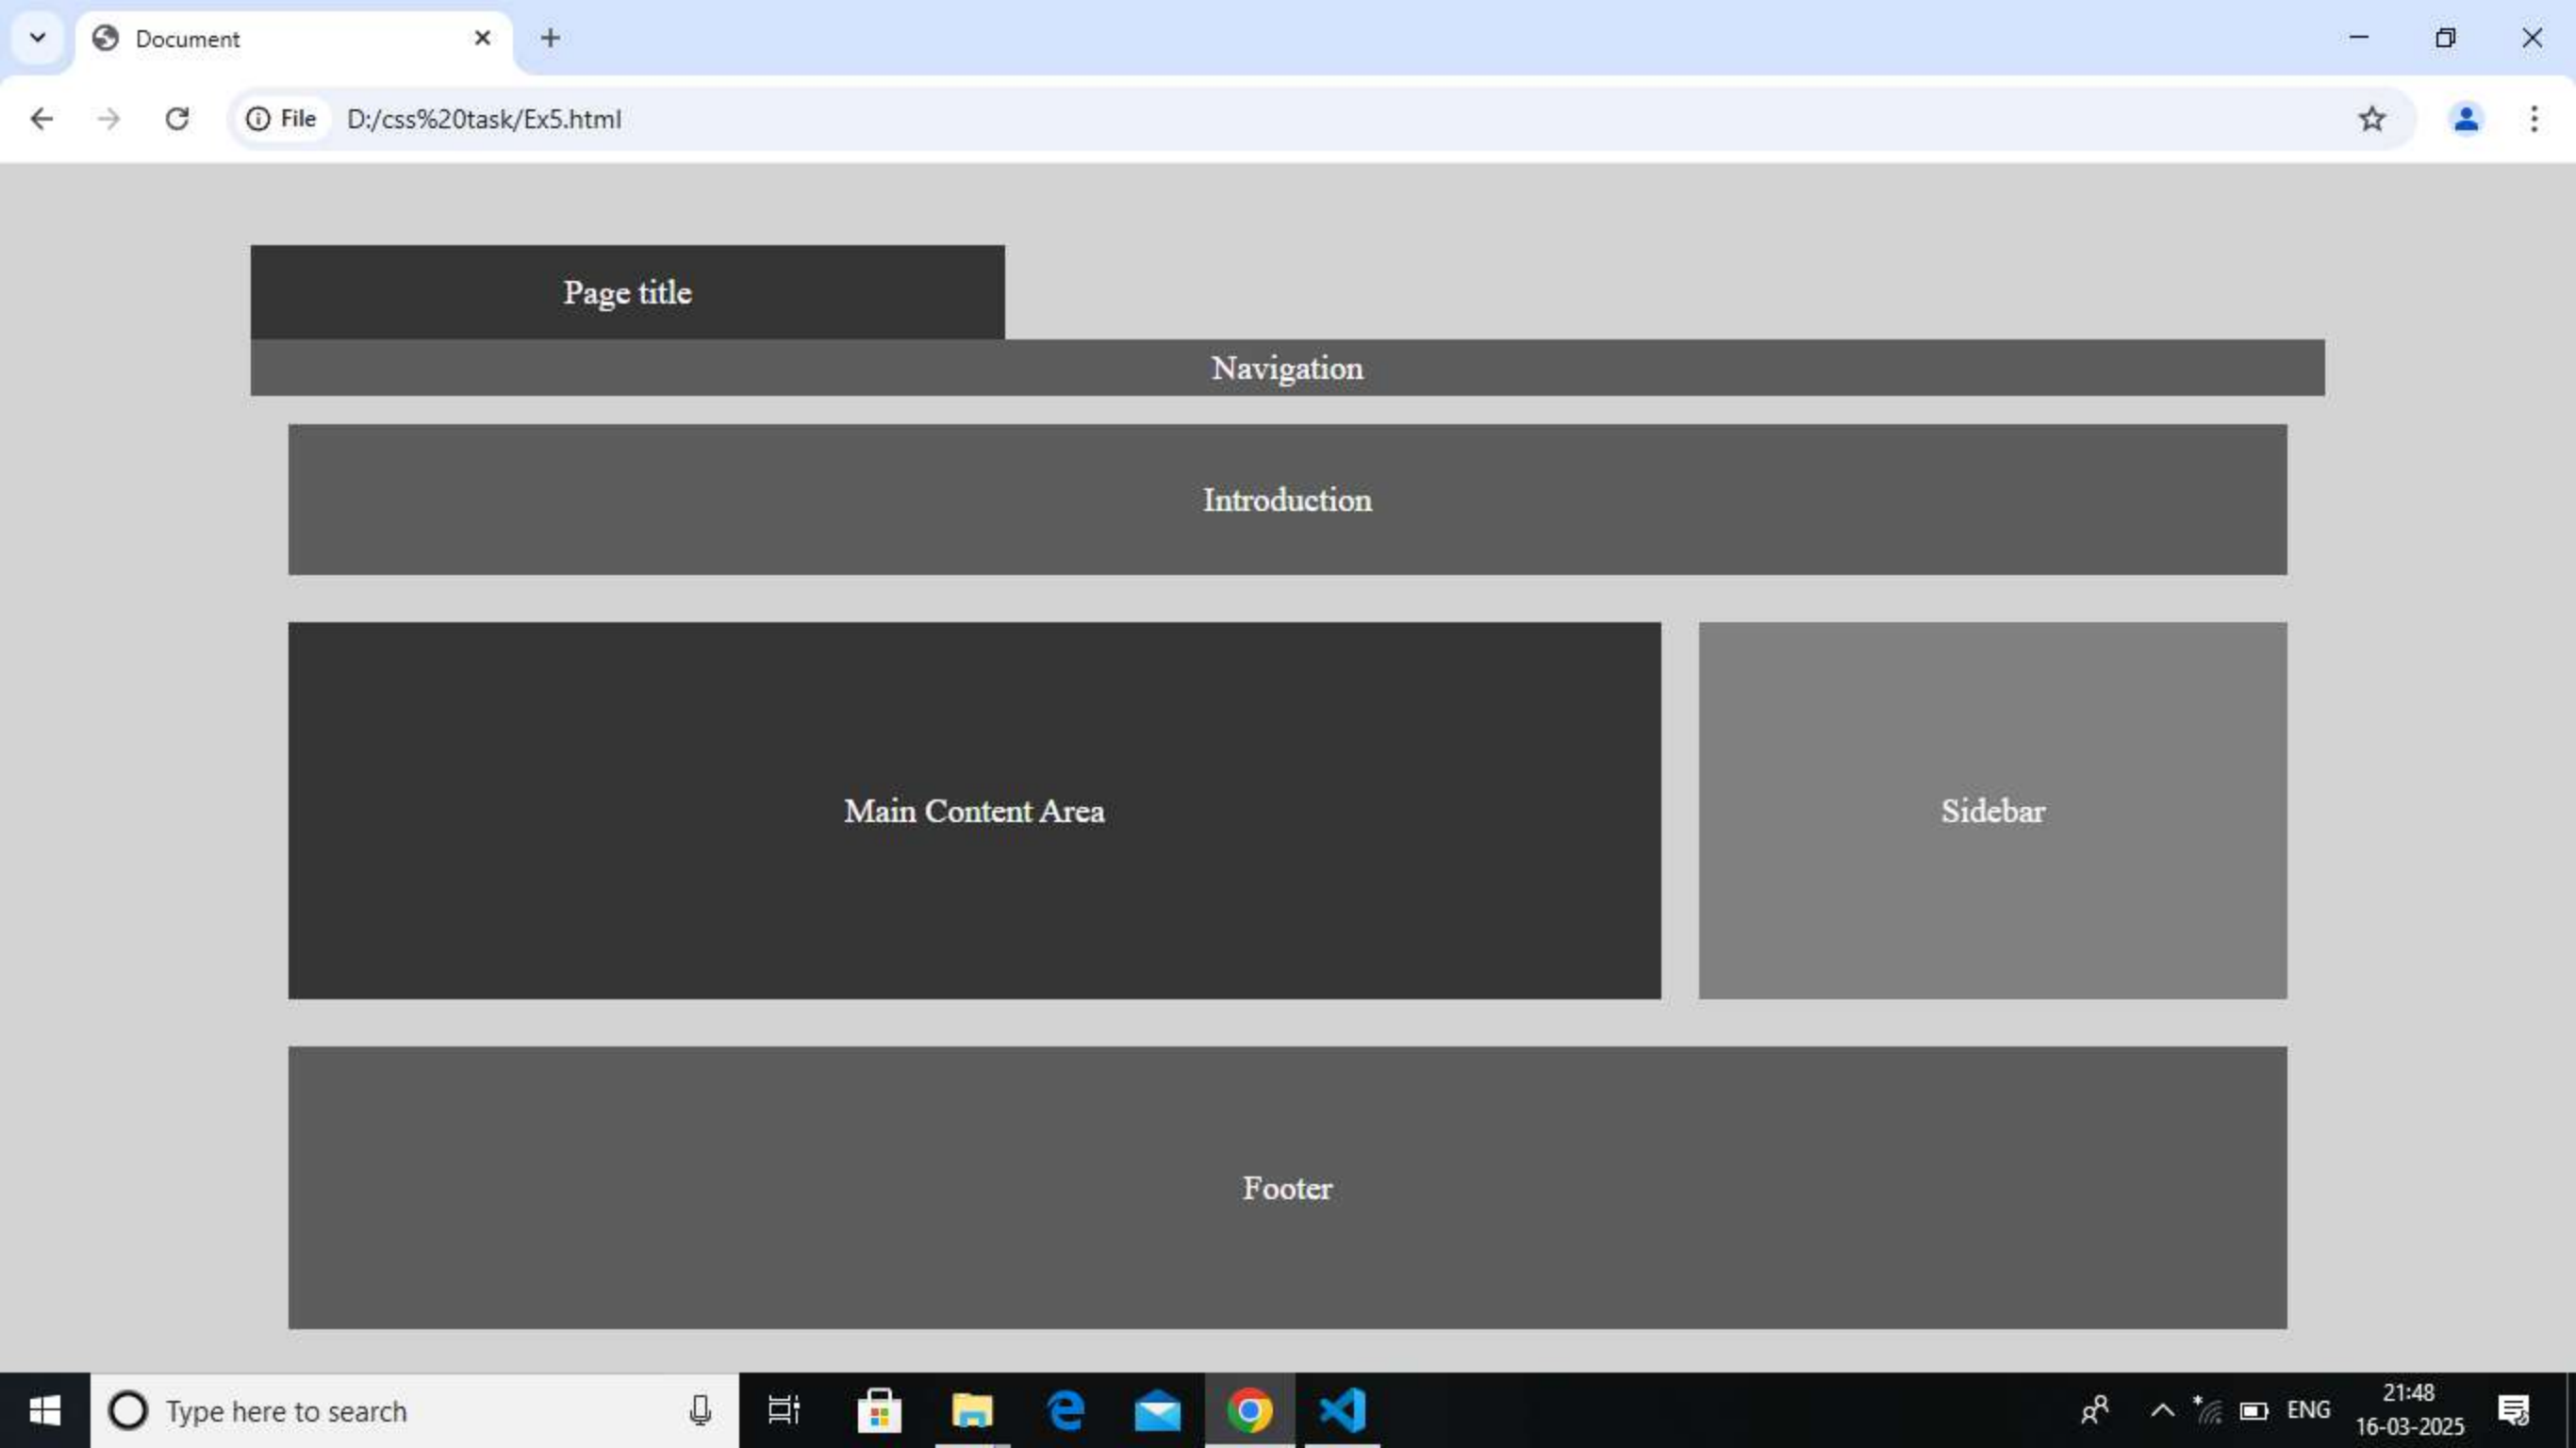 Document
File
D:/css%20task/Ex5.html
Page title
Navigation
Introduction
Main Content Area
Sidebar
Footer
Type here to search
ENG
21:48
16-03-2025